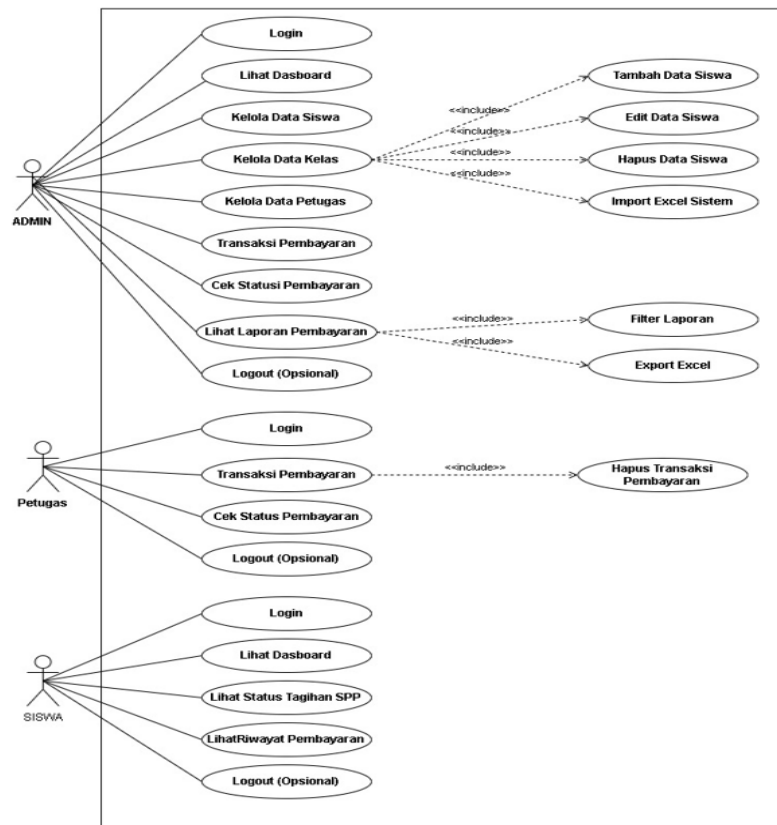 Login
Lihat Dasboard
Kelola Data Siswa
Kelola Data Kelas
Kelola Data Petugas
Transaksi Pembayaran
Cek Statusi Pembayaran
Lihat Laporan Pembayaran
Logout (Opsional)
ADMIN
<<include>>
<<include>>
<<include>>
<<include>>
Tambah Data Siswa
Edit Data Siswa
Hapus Data Siswa
Import Excel Sistem
<<include>>
<<include>>
Filter Laporan
Export Excel
Login
Transaksi Pembayaran
Cek Status Pembayaran
Logout (Opsional)
Petugas
<<include>>
Hapus Transaksi
Pembayaran
Login
Lihat Dasboard
Lihat Status Tagihan SPP
LihatRiwayat Pembayaran
Logout (Opsional)
SISWA